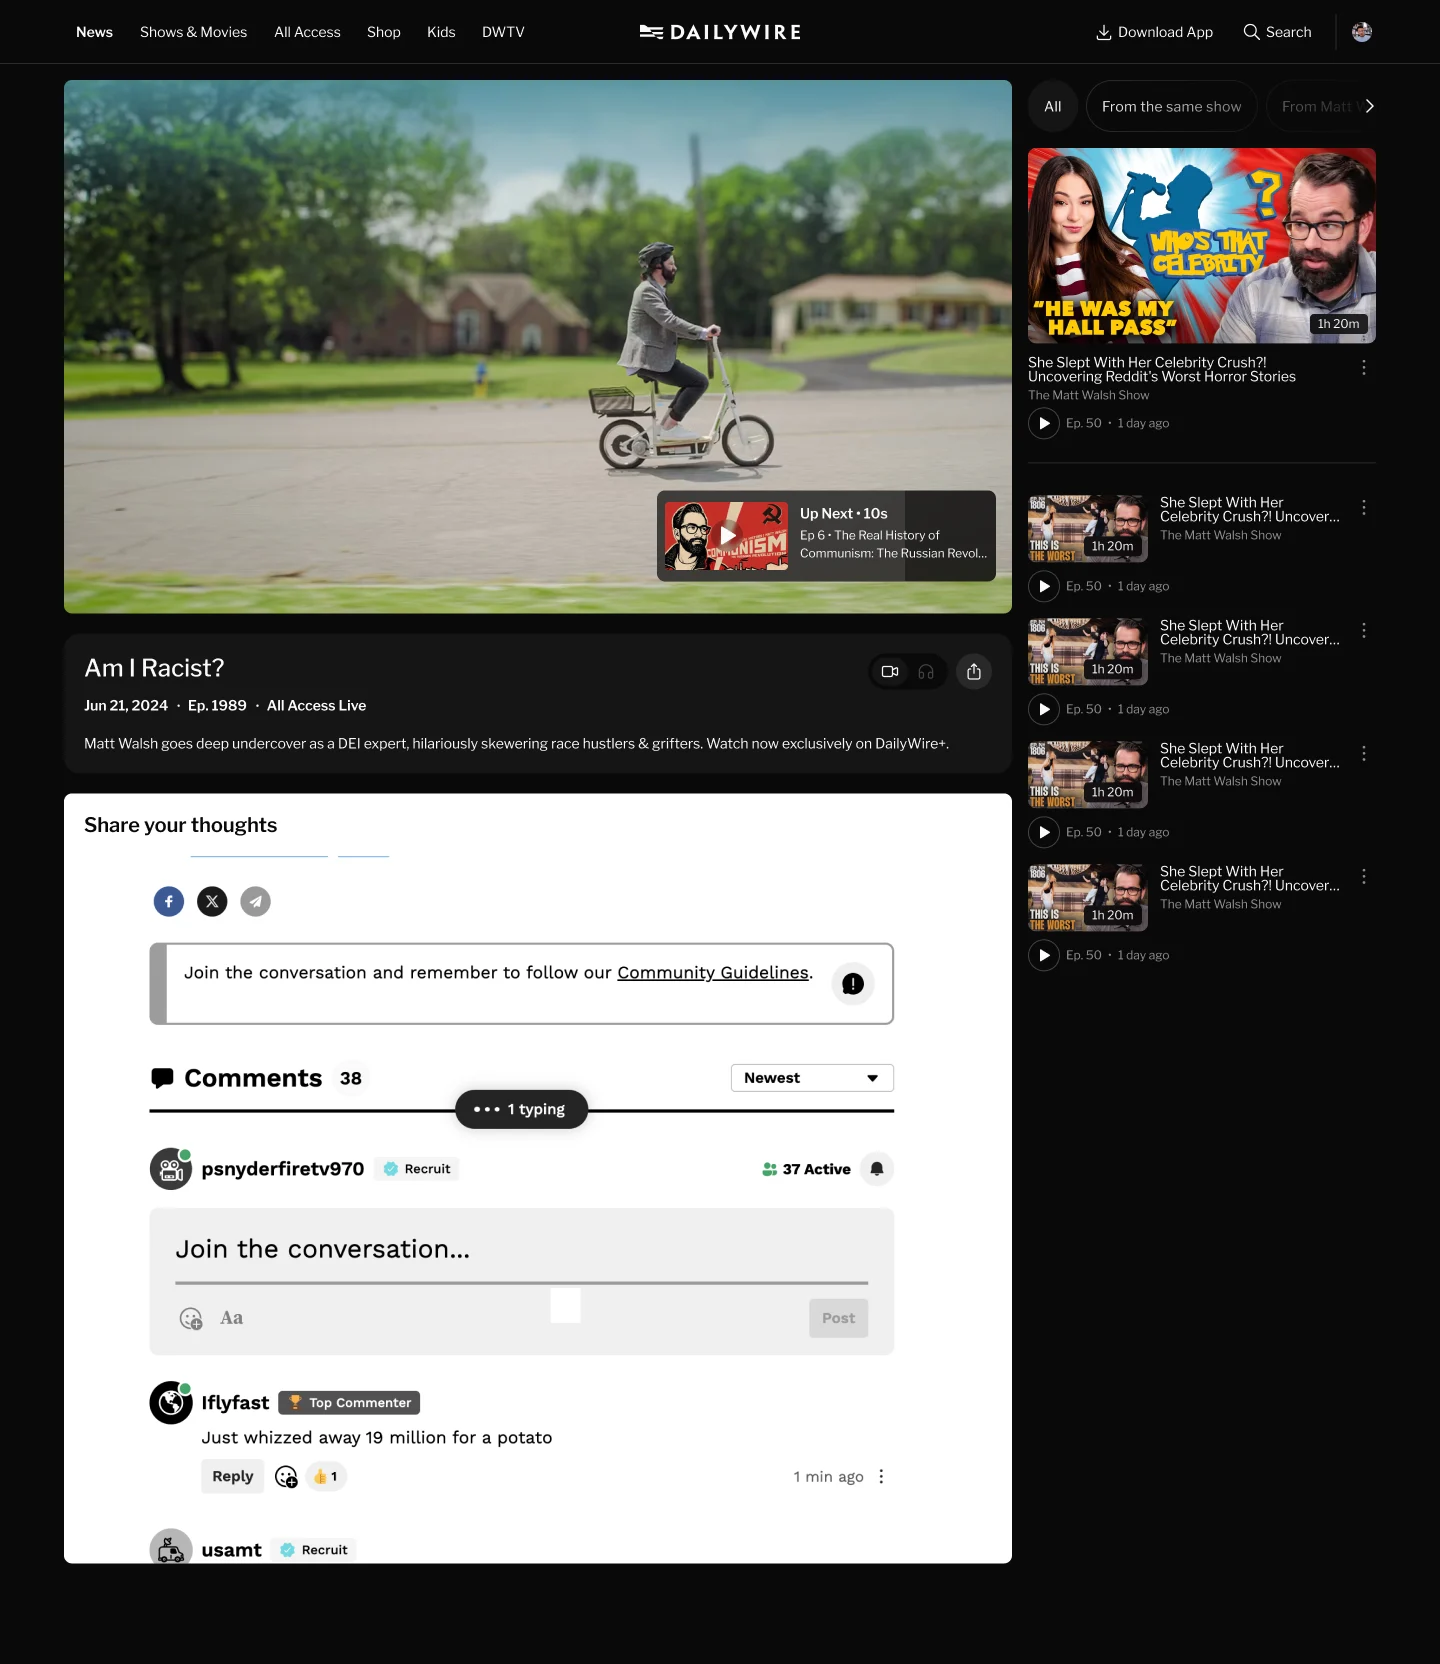 News
Shows & Movies
All Access
Shop
Kids
DWTV
DAILYWIRE
Download App
Search
Up Next • 10s
Ep 6 • The Real History of
Communism: The Russian Revol...
COMMUNISM
Am I Racist?
Jun 21, 2024 · Ep. 1989 · All Access Live
Matt Walsh goes deep undercover as a DEI expert, hilariously skewering race hustlers & grifters. Watch now exclusively on DailyWire+.
Share your thoughts
Join the conversation and remember to follow our Community Guidelines.
Comments 38
Newest
1 typing
psnyderfiretv970
Recruit
37 Active
Join the conversation...
Aa
Post
Iflyfast
Top Commenter
Just whizzed away 19 million for a potato
Reply
1
1 min ago
usamt
Recruit
All
From the same show
From Matt W
WHO'S THAT
CELEBRITY
?
"HE WAS MY
HALL PASS"
1h 20m
She Slept With Her Celebrity Crush?!
Uncovering Reddit's Worst Horror Stories
The Matt Walsh Show
Ep. 50 · 1 day ago
1806
THIS IS
THE WORST
1h 20m
She Slept With Her
Celebrity Crush?! Uncover...
The Matt Walsh Show
Ep. 50 · 1 day ago
1806
THIS IS
THE WORST
1h 20m
She Slept With Her
Celebrity Crush?! Uncover...
The Matt Walsh Show
Ep. 50 · 1 day ago
1806
THIS IS
THE WORST
1h 20m
She Slept With Her
Celebrity Crush?! Uncover...
The Matt Walsh Show
Ep. 50 · 1 day ago
1806
THIS IS
THE WORST
1h 20m
She Slept With Her
Celebrity Crush?! Uncover...
The Matt Walsh Show
Ep. 50 · 1 day ago